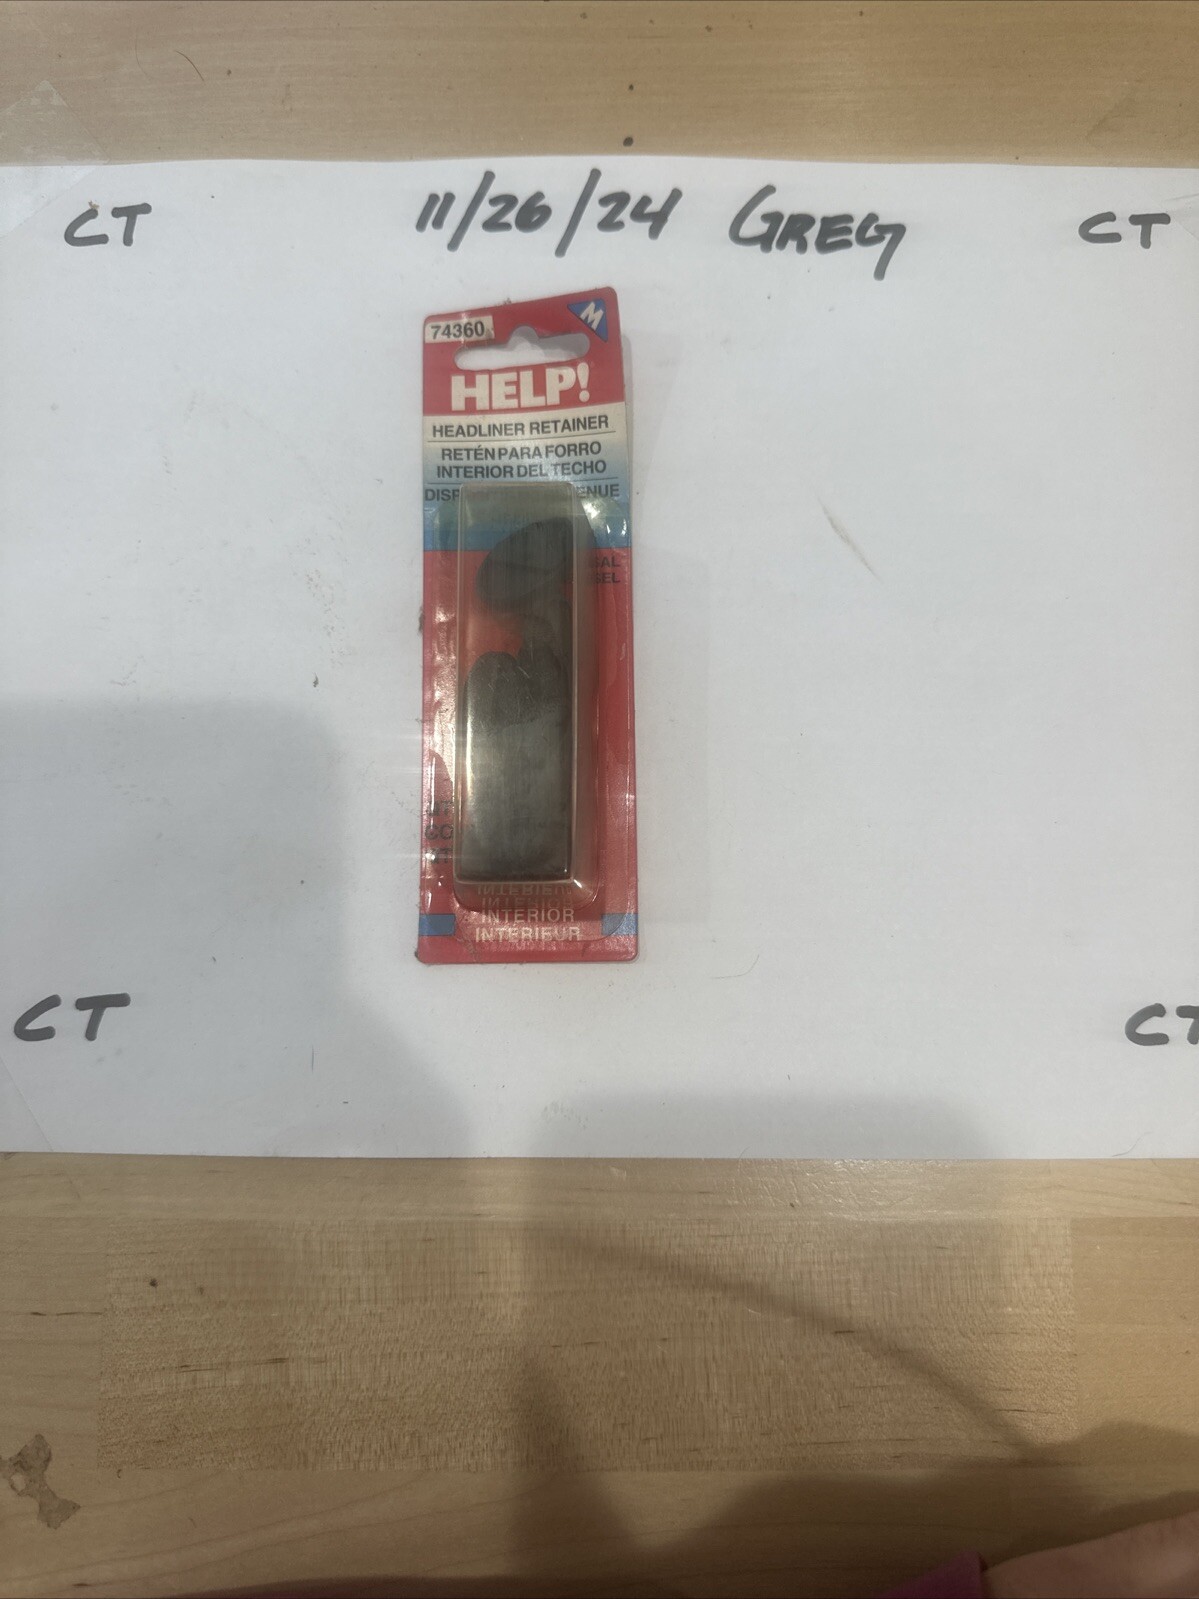 CT 11/26/24 GREG CT
74360 M
HELP!
HEADLINER RETAINER
RETÉN PARA FORRO
INTERIOR DEL TECHO
INTERIOR
INTERIEUR
CT CT